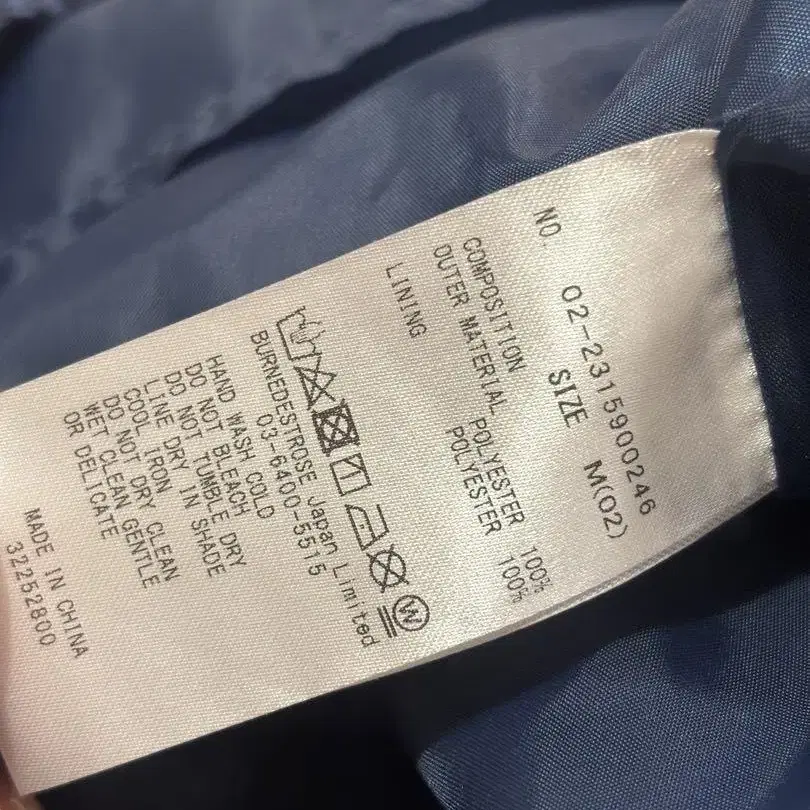 NO. 02-2315900246
SIZE M(02)
COMPOSITION
OUTER MATERIAL POLYESTER 100%
LINING POLYESTER 100%
W
BURNEDESTROSE Japan Limited
03-6400-5515
HAND WASH COLD
DO NOT BLEACH
DO NOT TUMBLE DRY
LINE DRY IN SHADE
COOL IRON
DO NOT DRY CLEAN
WET CLEAN GENTLE
OR DELICATE
MADE IN CHINA
32252800